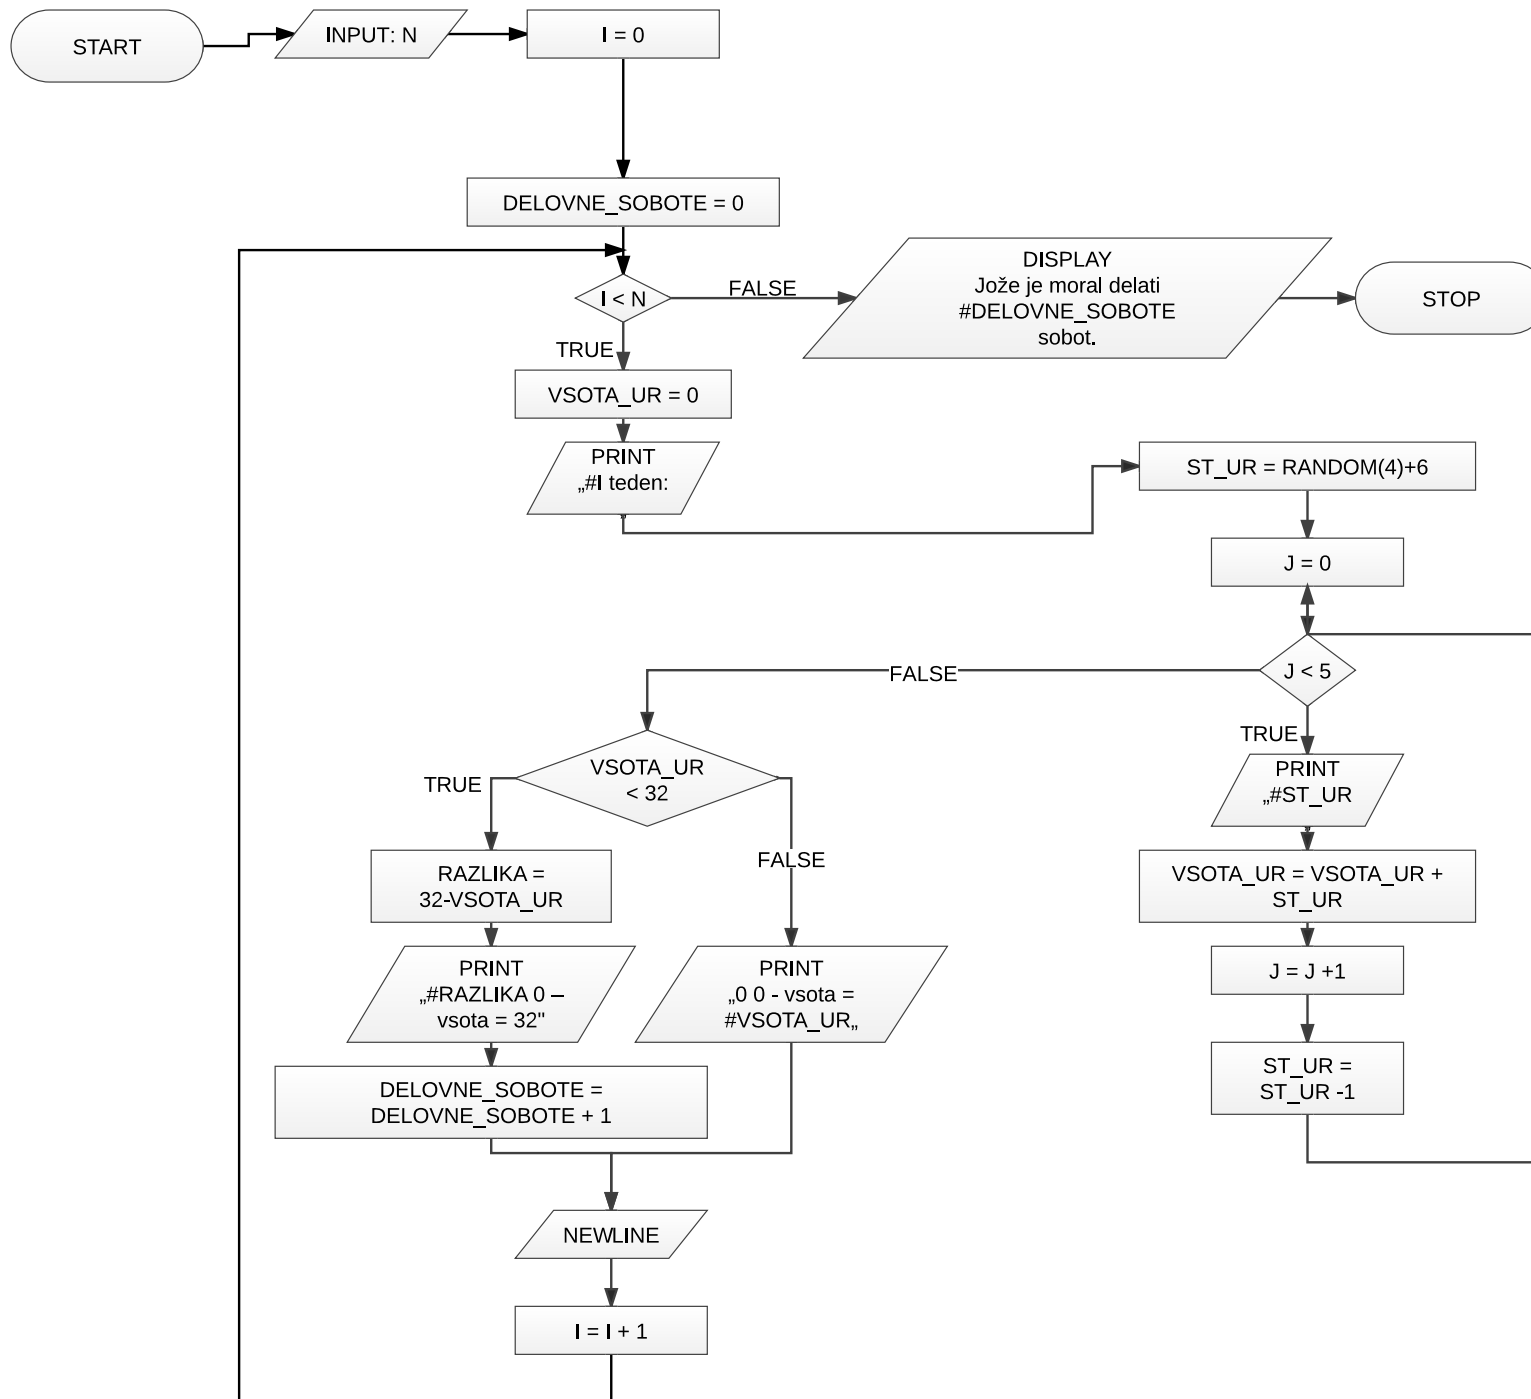 START
INPUT: N
I = 0
DELOVNE_SOBOTE = 0
I < N
FALSE
DISPLAY
Jože je moral delati
#DELOVNE_SOBOTE
sobot.
STOP
TRUE
VSOTA_UR = 0
PRINT
„#I teden:
ST_UR = RANDOM(4)+6
J = 0
J < 5
FALSE
TRUE
PRINT
„#ST_UR
VSOTA_UR = VSOTA_UR +
ST_UR
J = J +1
ST_UR =
ST_UR -1
VSOTA_UR
< 32
TRUE
FALSE
RAZLIKA =
32-VSOTA_UR
PRINT
„#RAZLIKA 0 –
vsota = 32"
PRINT
„0 0 - vsota =
#VSOTA_UR„
DELOVNE_SOBOTE =
DELOVNE_SOBOTE + 1
NEWLINE
I = I + 1